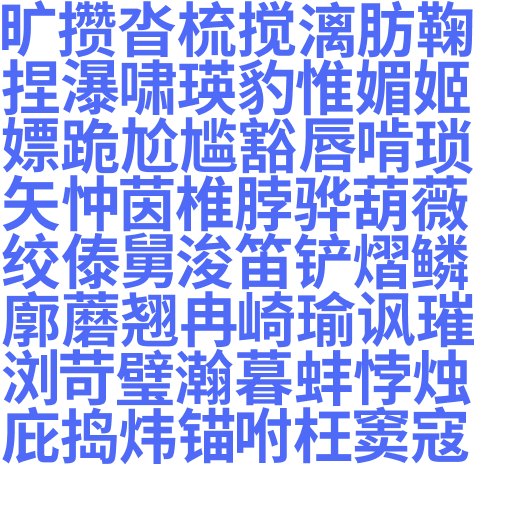 旷攒沓梳搅漓肪鞠
捏瀑啸瑛豹惟媚姬
嫖跪尬尴豁唇啃琐
矢忡茵椎脖骅葫薇
绞傣舅浚笛铲熠鳞
廓蘑翘冉崎瑜讽璀
浏苛璧瀚暮蚌悖烛
庇捣炜锚咐枉窦寇